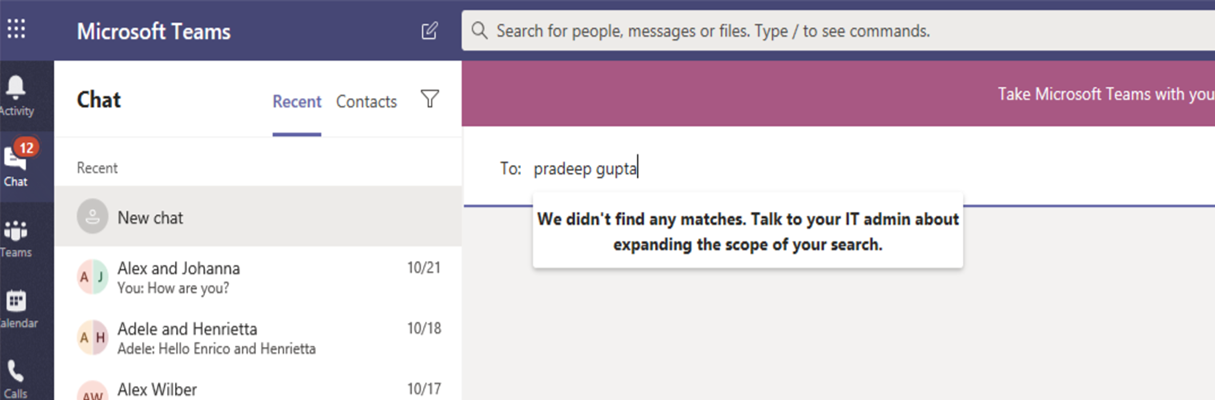 Microsoft Teams
Search for people, messages or files. Type / to see commands.
Activity
12
Chat
Teams
Calendar
Calls
Chat
Recent
Contacts
Recent
New chat
A J
Alex and Johanna
10/21
You: How are you?
A H
Adele and Henrietta
10/18
Adele: Hello Enrico and Henrietta
AW
Alex Wilber
10/17
Take Microsoft Teams with you
To: pradeep gupta
We didn't find any matches. Talk to your IT admin about
expanding the scope of your search.